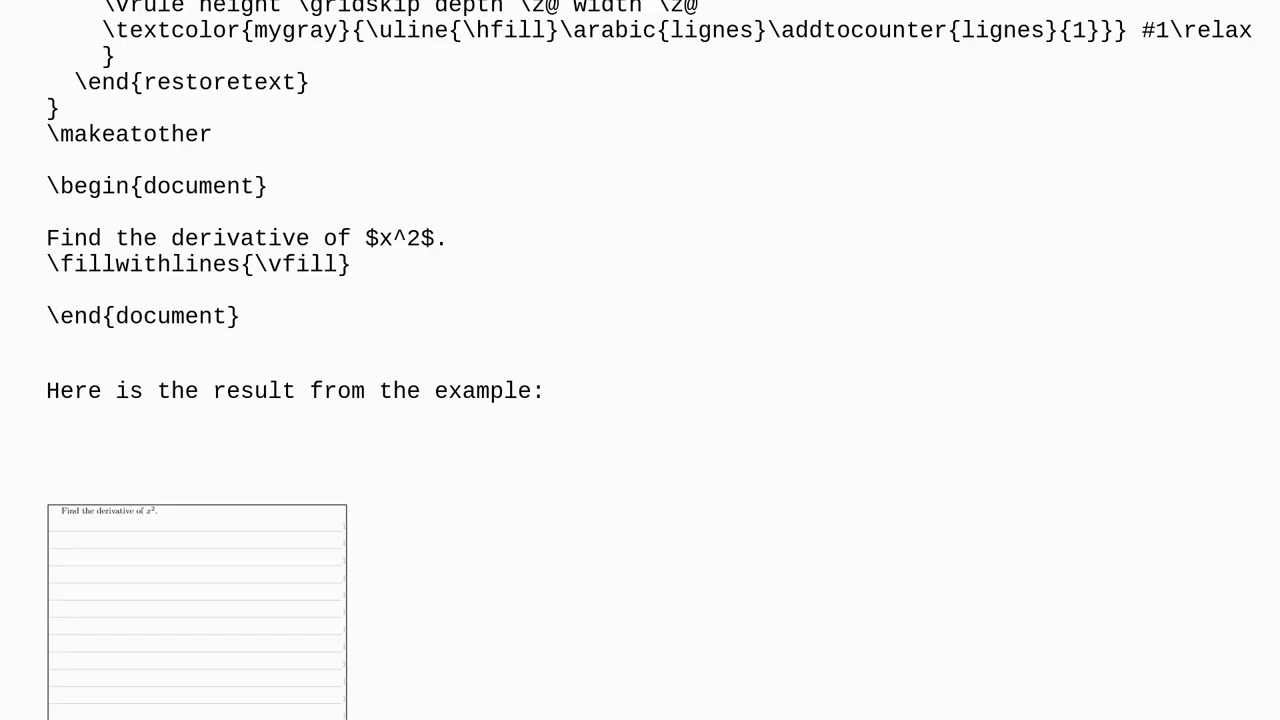 \vrule height \gridskip depth \z@ width \z@
\textcolor{mygray}{\uline{\hfill}\arabic{lignes}\addtocounter{lignes}{1}}} #1\relax
}
\end{restoretext}
}
\makeatother
\begin{document}
Find the derivative of $x^2$.
\fillwithlines{\vfill}
\end{document}
Here is the result from the example:
Find the derivative of x².